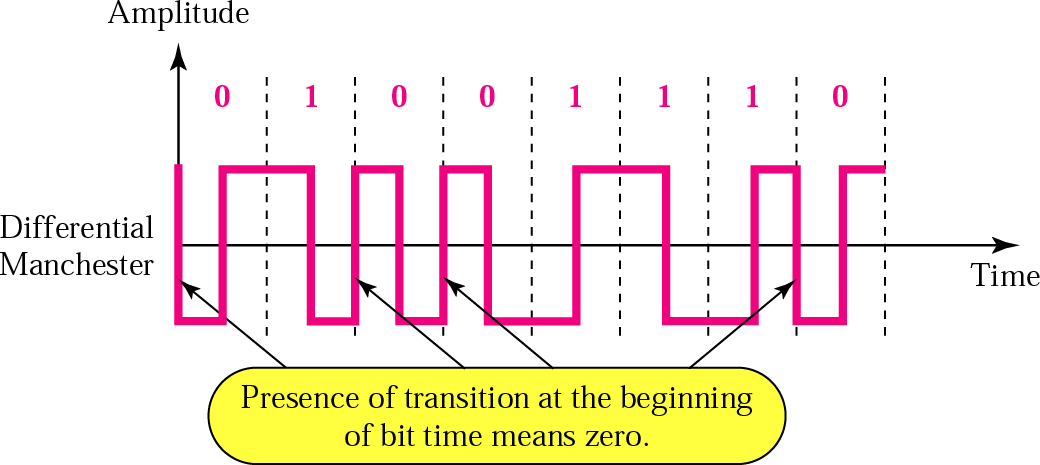 Amplitude
0 1 0 0 1 1 1 0
Differential
Manchester
Time
Presence of transition at the beginning
of bit time means zero.